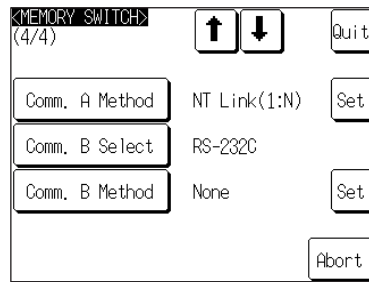 <MEMORY SWITCH>
(4/4)
Quit
Comm. A Method NT Link(1:N) Set
Comm. B Select RS-232C
Comm. B Method None Set
Abort